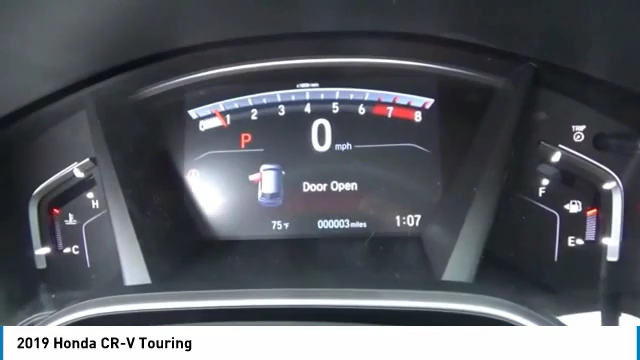 0 1 2 3 4 5 6 7 8
P 0 mph
TRIP
H
F
Door Open
C
E
75°F 000003 miles 1:07
2019 Honda CR-V Touring